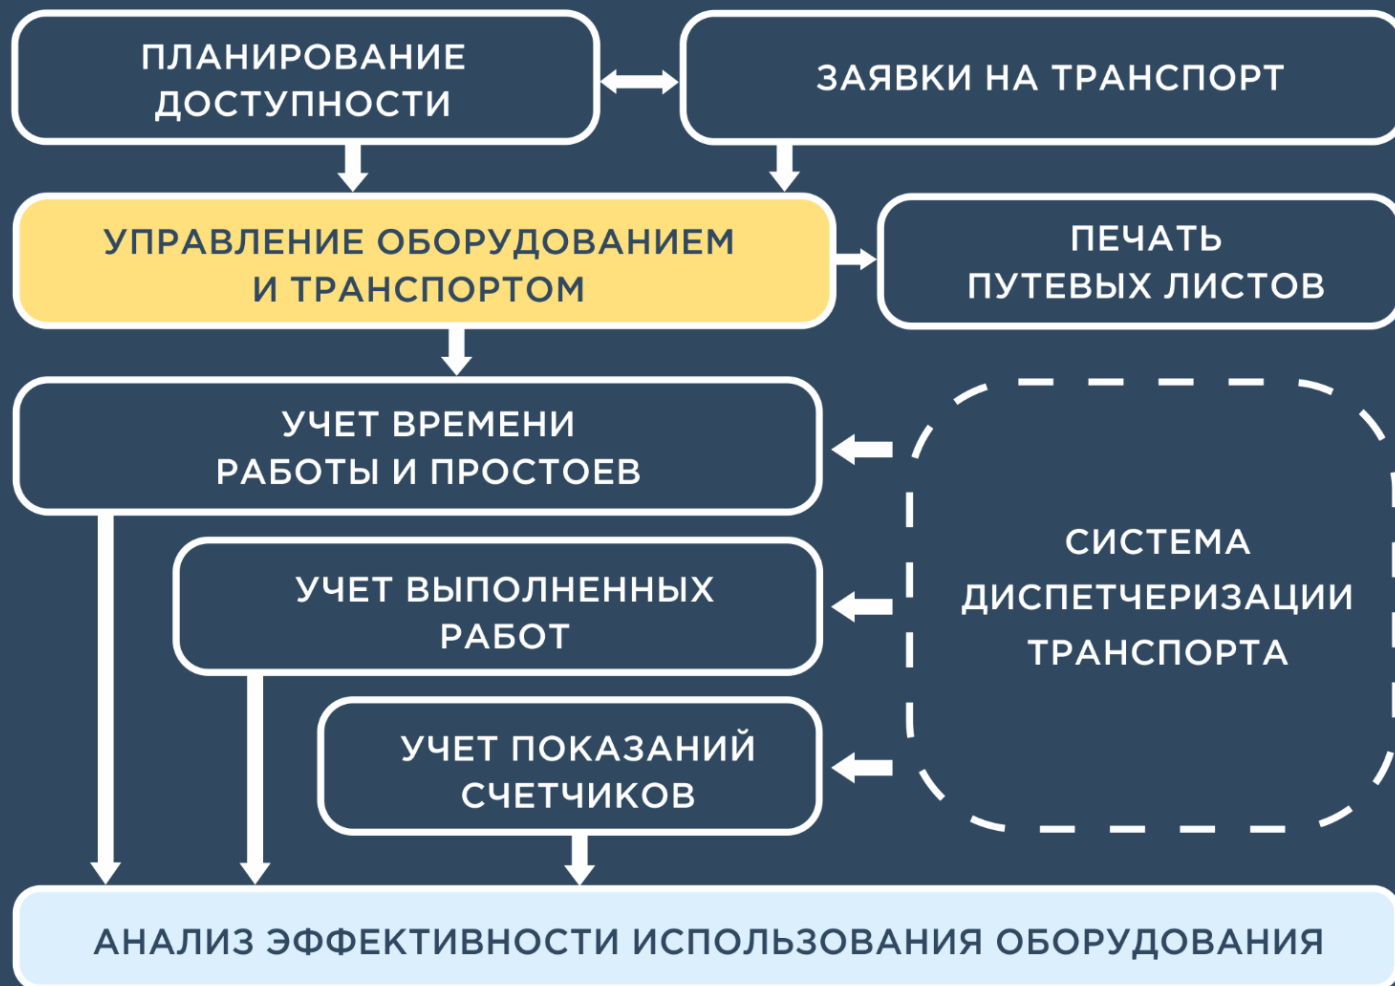 ПЛАНИРОВАНИЕ
ДОСТУПНОСТИ
ЗАЯВКИ НА ТРАНСПОРТ
УПРАВЛЕНИЕ ОБОРУДОВАНИЕМ
И ТРАНСПОРТОМ
ПЕЧАТЬ
ПУТЕВЫХ ЛИСТОВ
УЧЕТ ВРЕМЕНИ
РАБОТЫ И ПРОСТОЕВ
УЧЕТ ВЫПОЛНЕННЫХ
РАБОТ
УЧЕТ ПОКАЗАНИЙ
СЧЕТЧИКОВ
СИСТЕМА
ДИСПЕТЧЕРИЗАЦИИ
ТРАНСПОРТА
АНАЛИЗ ЭФФЕКТИВНОСТИ ИСПОЛЬЗОВАНИЯ ОБОРУДОВАНИЯ